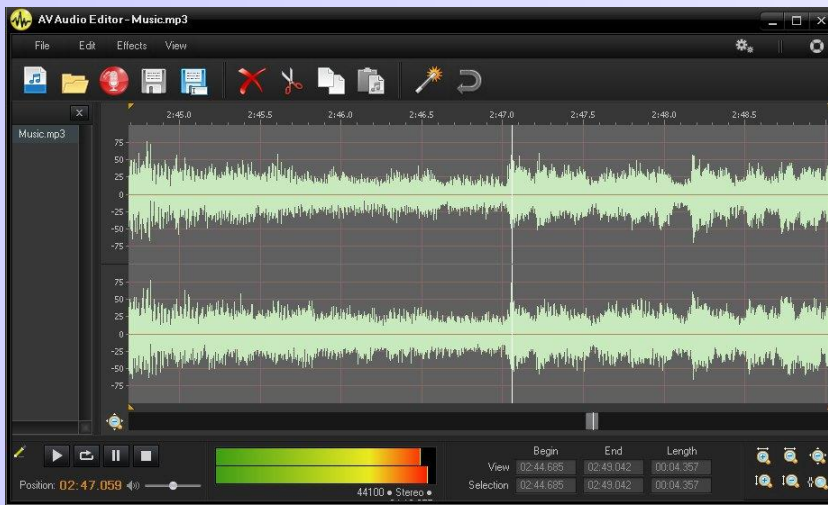 AV Audio Editor - Music.mp3
File Edit Effects View
2:45.0 2:45.5 2:46.0 2:46.5 2:47.0 2:47.5 2:48.0 2:48.5
Music.mp3
75
50
25
0
-25
-50
-75
75
50
25
0
-25
-50
-75
Begin End Length
View 02:44.685 02:49.042 00:04.357
Selection 02:44.685 02:49.042 00:04.357
Position: 02:47.059
44100 ● Stereo ●